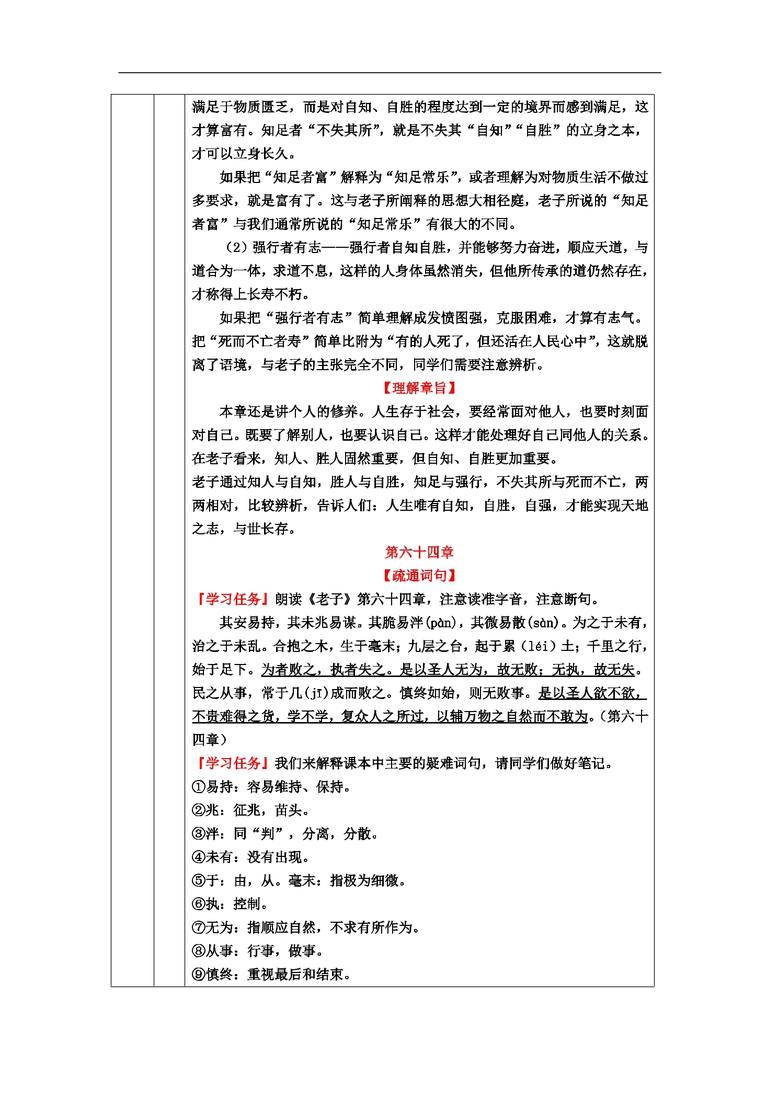 满足于物质匮乏，而是对自知、自胜的程度达到一定的境界而感到满足，这
才算富有。知足者“不失其所”，就是不失其“自知”“自胜”的立身之本，
才可以立身长久。
如果把“知足者富”解释为“知足常乐”，或者理解为对物质生活不做过
多要求，就是富有了。这与老子所阐释的思想大相径庭，老子所说的“知足
者富”与我们通常所说的“知足常乐”有很大的不同。
（2）强行者有志——强行者自知自胜，并能够努力奋进，顺应天道，与
道合为一体，求道不息，这样的人身体虽然消失，但他所传承的道仍然存在，
才称得上长寿不朽。
如果把“强行者有志”简单理解成发愤图强，克服困难，才算有志气。
把“死而不亡者寿”简单比附为“有的人死了，但还活在人民心中”，这就脱
离了语境，与老子的主张完全不同，同学们需要注意辨析。
【理解章旨】
本章还是讲个人的修养。人生存于社会，要经常面对他人，也要时刻面
对自己。既要了解别人，也要认识自己。这样才能处理好自己同他人的关系。
在老子看来，知人、胜人固然重要，但自知、自胜更加重要。
老子通过知人与自知，胜人与自胜，知足与强行，不失其所与死而不亡，两
两相对，比较辨析，告诉人们：人生唯有自知，自胜，自强，才能实现天地
之志，与世长存。
第六十四章
【疏通词句】
『学习任务』朗读《老子》第六十四章，注意读准字音，注意断句。
其安易持，其未兆易谋。其脆易泮(pàn)，其微易散(sàn)。为之于未有，
治之于未乱。合抱之木，生于毫末；九层之台，起于累（léi）土；千里之行，
始于足下。为者败之，执者失之。是以圣人无为，故无败；无执，故无失。
民之从事，常于几(jī)成而败之。慎终如始，则无败事。是以圣人欲不欲，
不贵难得之货，学不学，复众人之所过，以辅万物之自然而不敢为。（第六十
四章）
『学习任务』我们来解释课本中主要的疑难词句，请同学们做好笔记。
①易持：容易维持、保持。
②兆：征兆，苗头。
③泮：同“判”，分离，分散。
④未有：没有出现。
⑤于：由，从。毫末：指极为细微。
⑥执：控制。
⑦无为：指顺应自然，不求有所作为。
⑧从事：行事，做事。
⑨慎终：重视最后和结束。